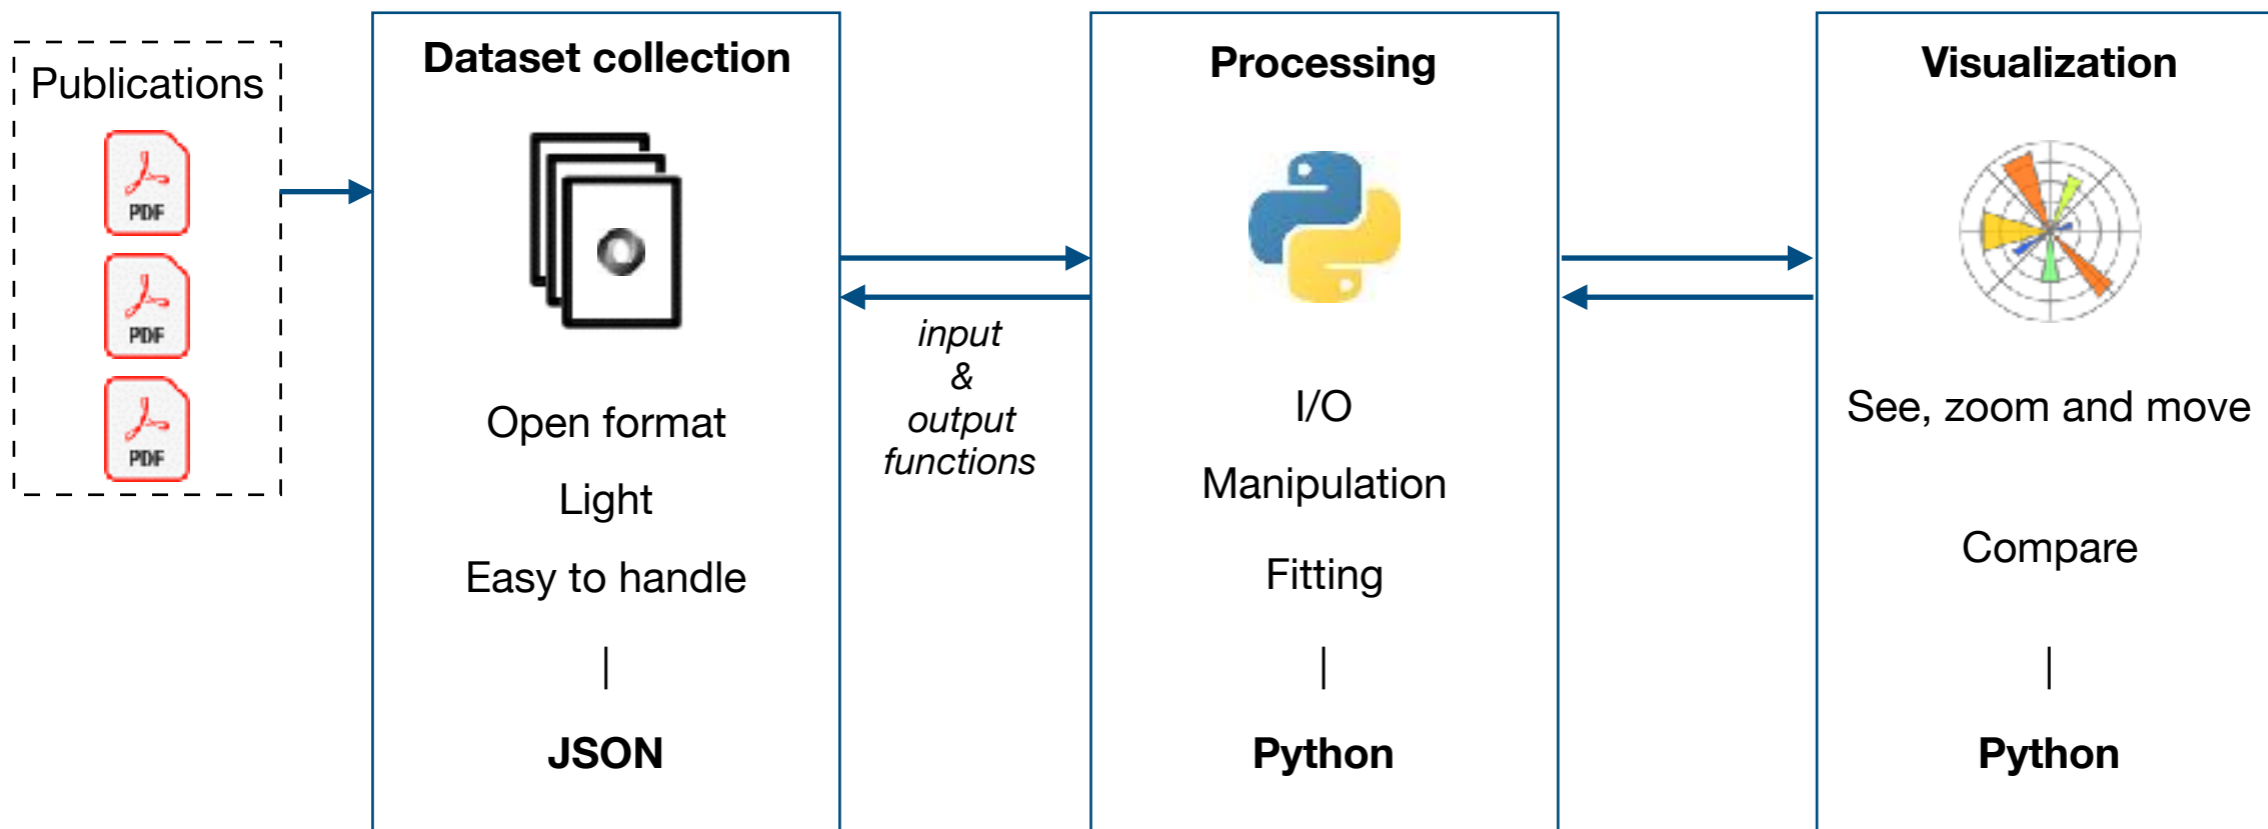 Publications
PDF
PDF
PDF
Dataset collection
Open format
Light
Easy to handle
|
JSON
input
&
output
functions
Processing
I/O
Manipulation
Fitting
|
Python
Visualization
See, zoom and move
Compare
|
Python